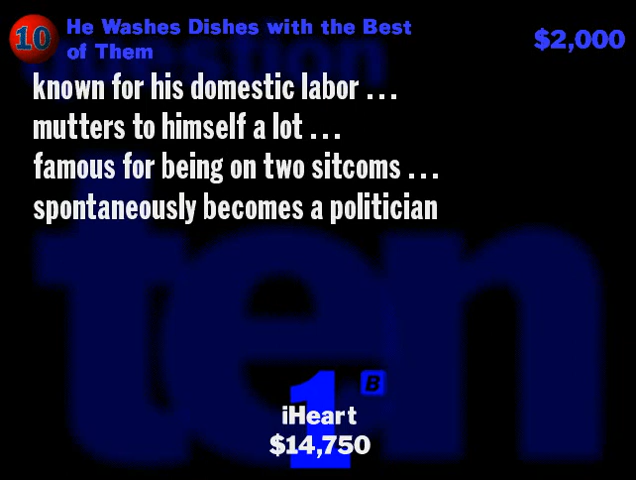 10
He Washes Dishes with the Best
of Them
$2,000
question
known for his domestic labor ...
mutters to himself a lot ...
famous for being on two sitcoms ...
spontaneously becomes a politician
ten
1
B
iHeart
$14,750